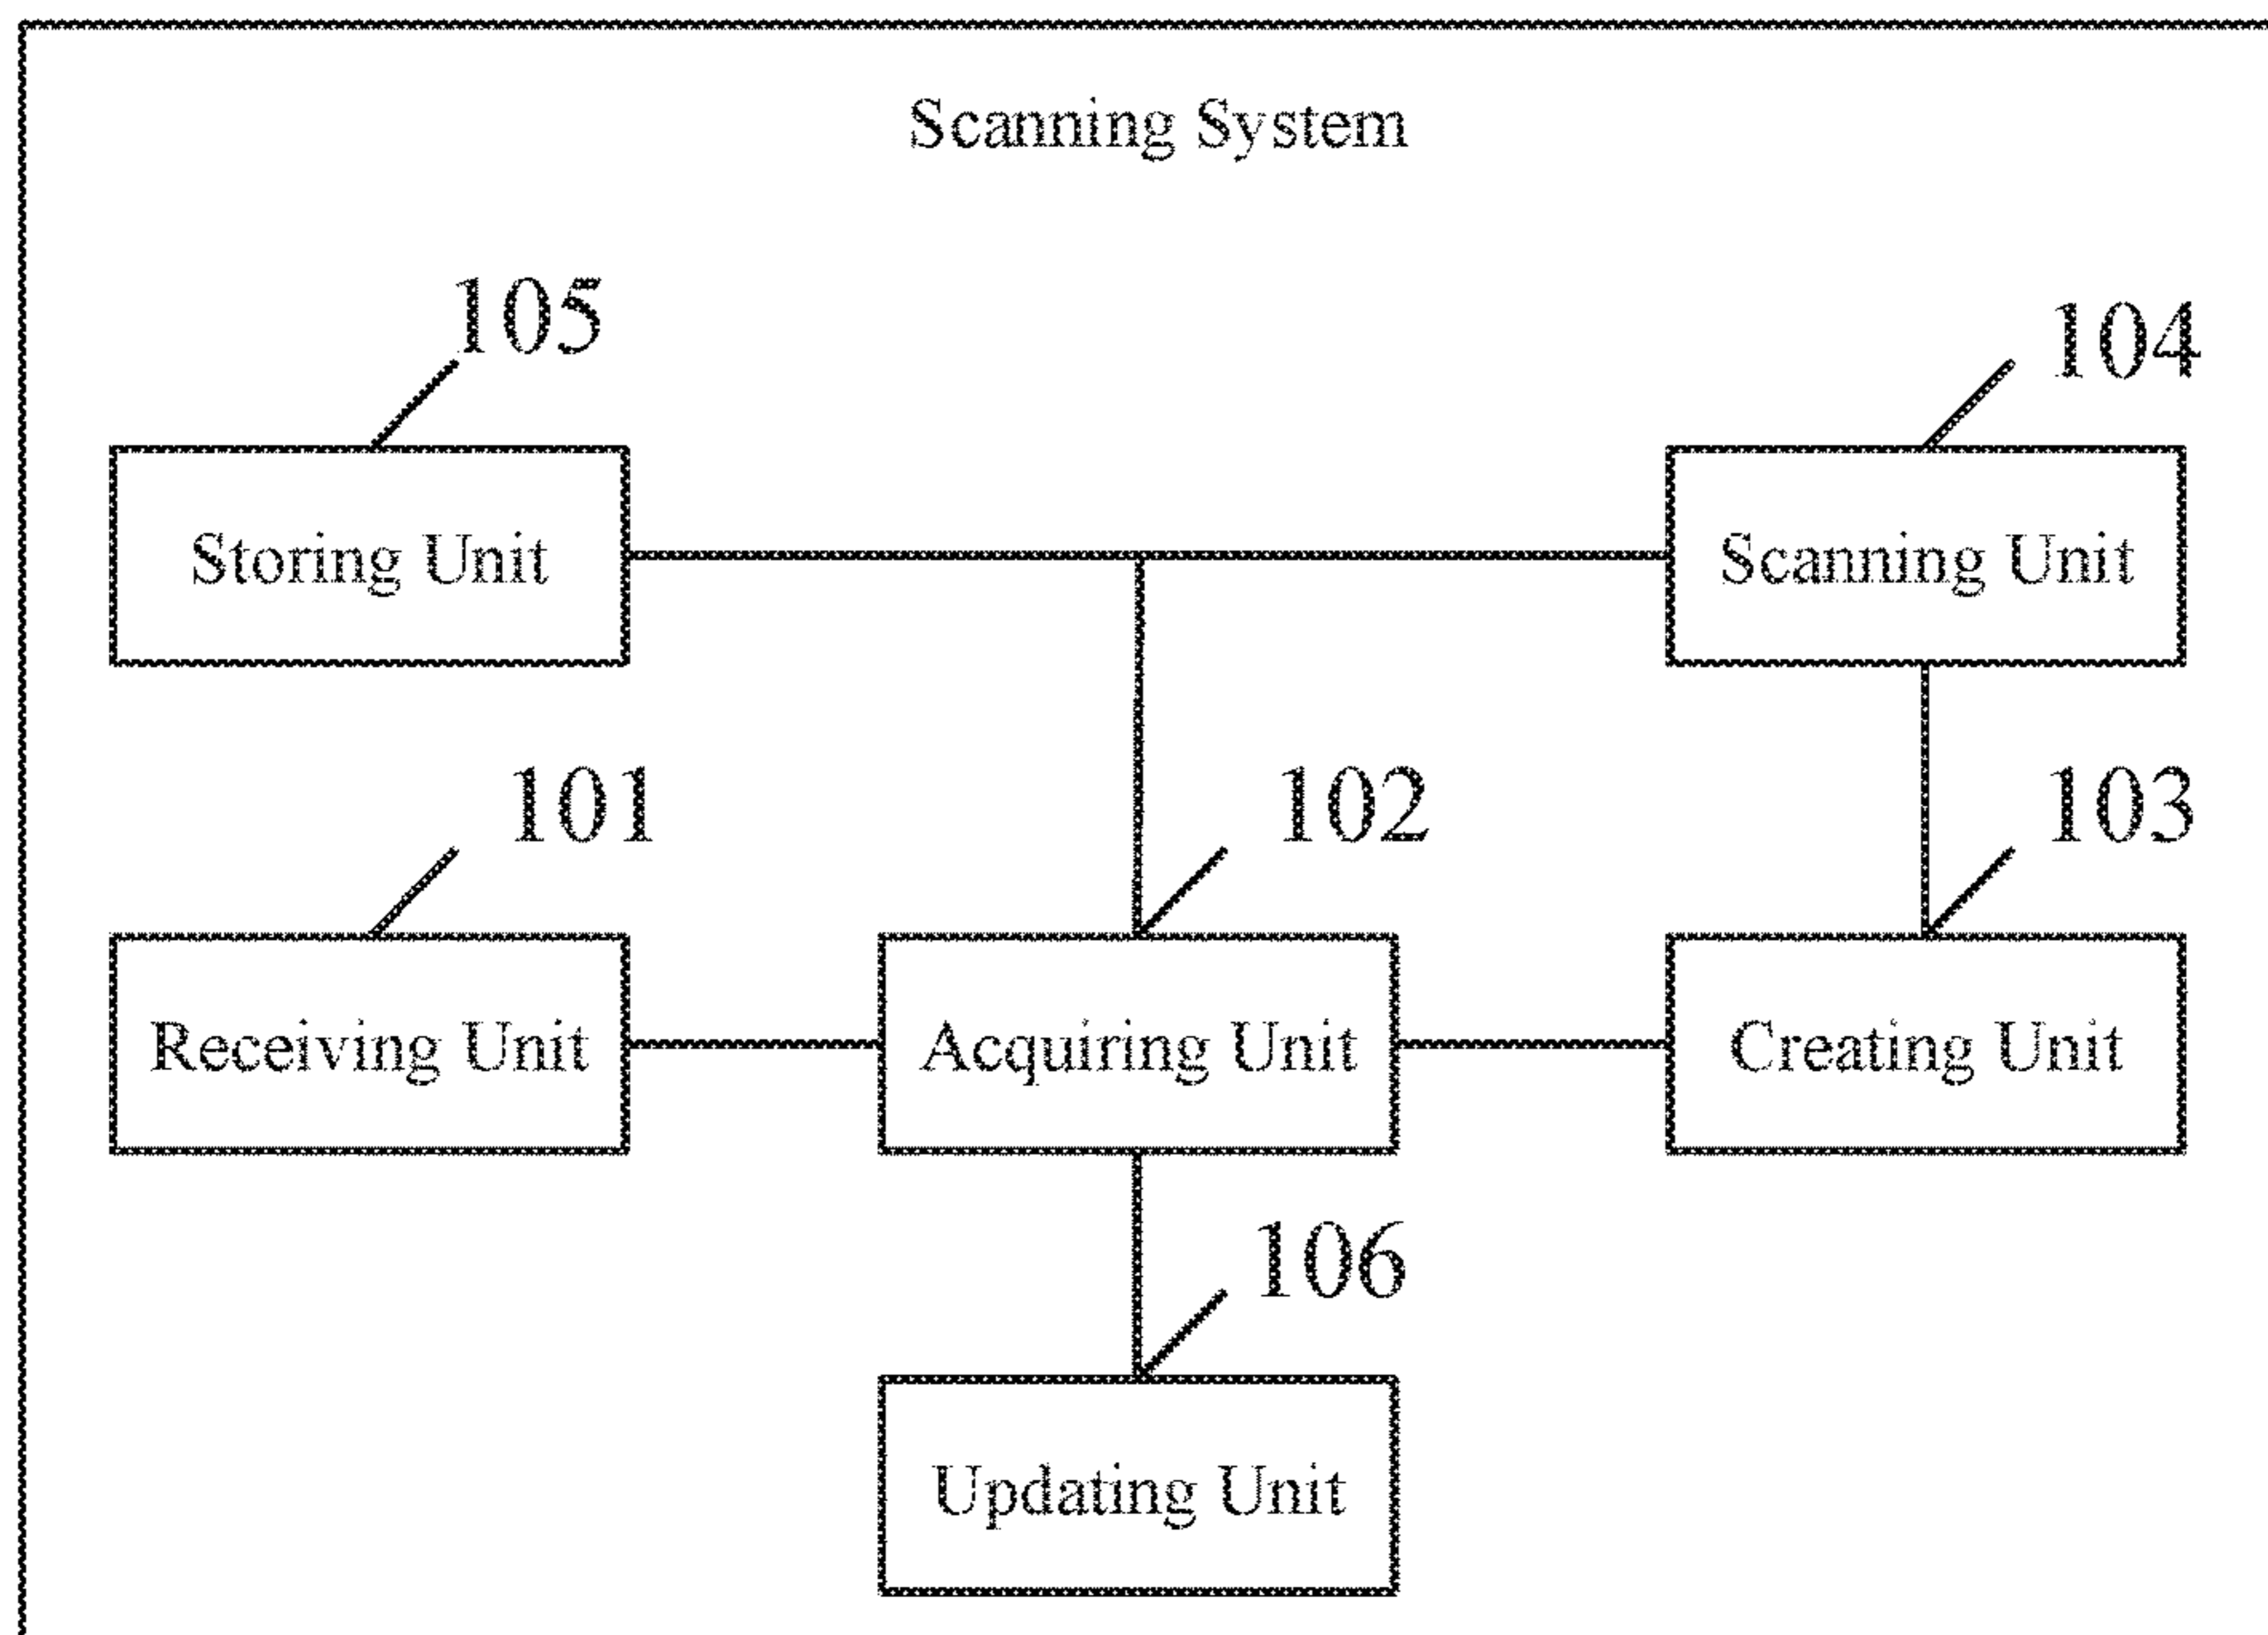 Scanning System
105
104
Storing Unit
Scanning Unit
101
102
103
Receiving Unit
Acquiring Unit
Creating Unit
106
Updating Unit